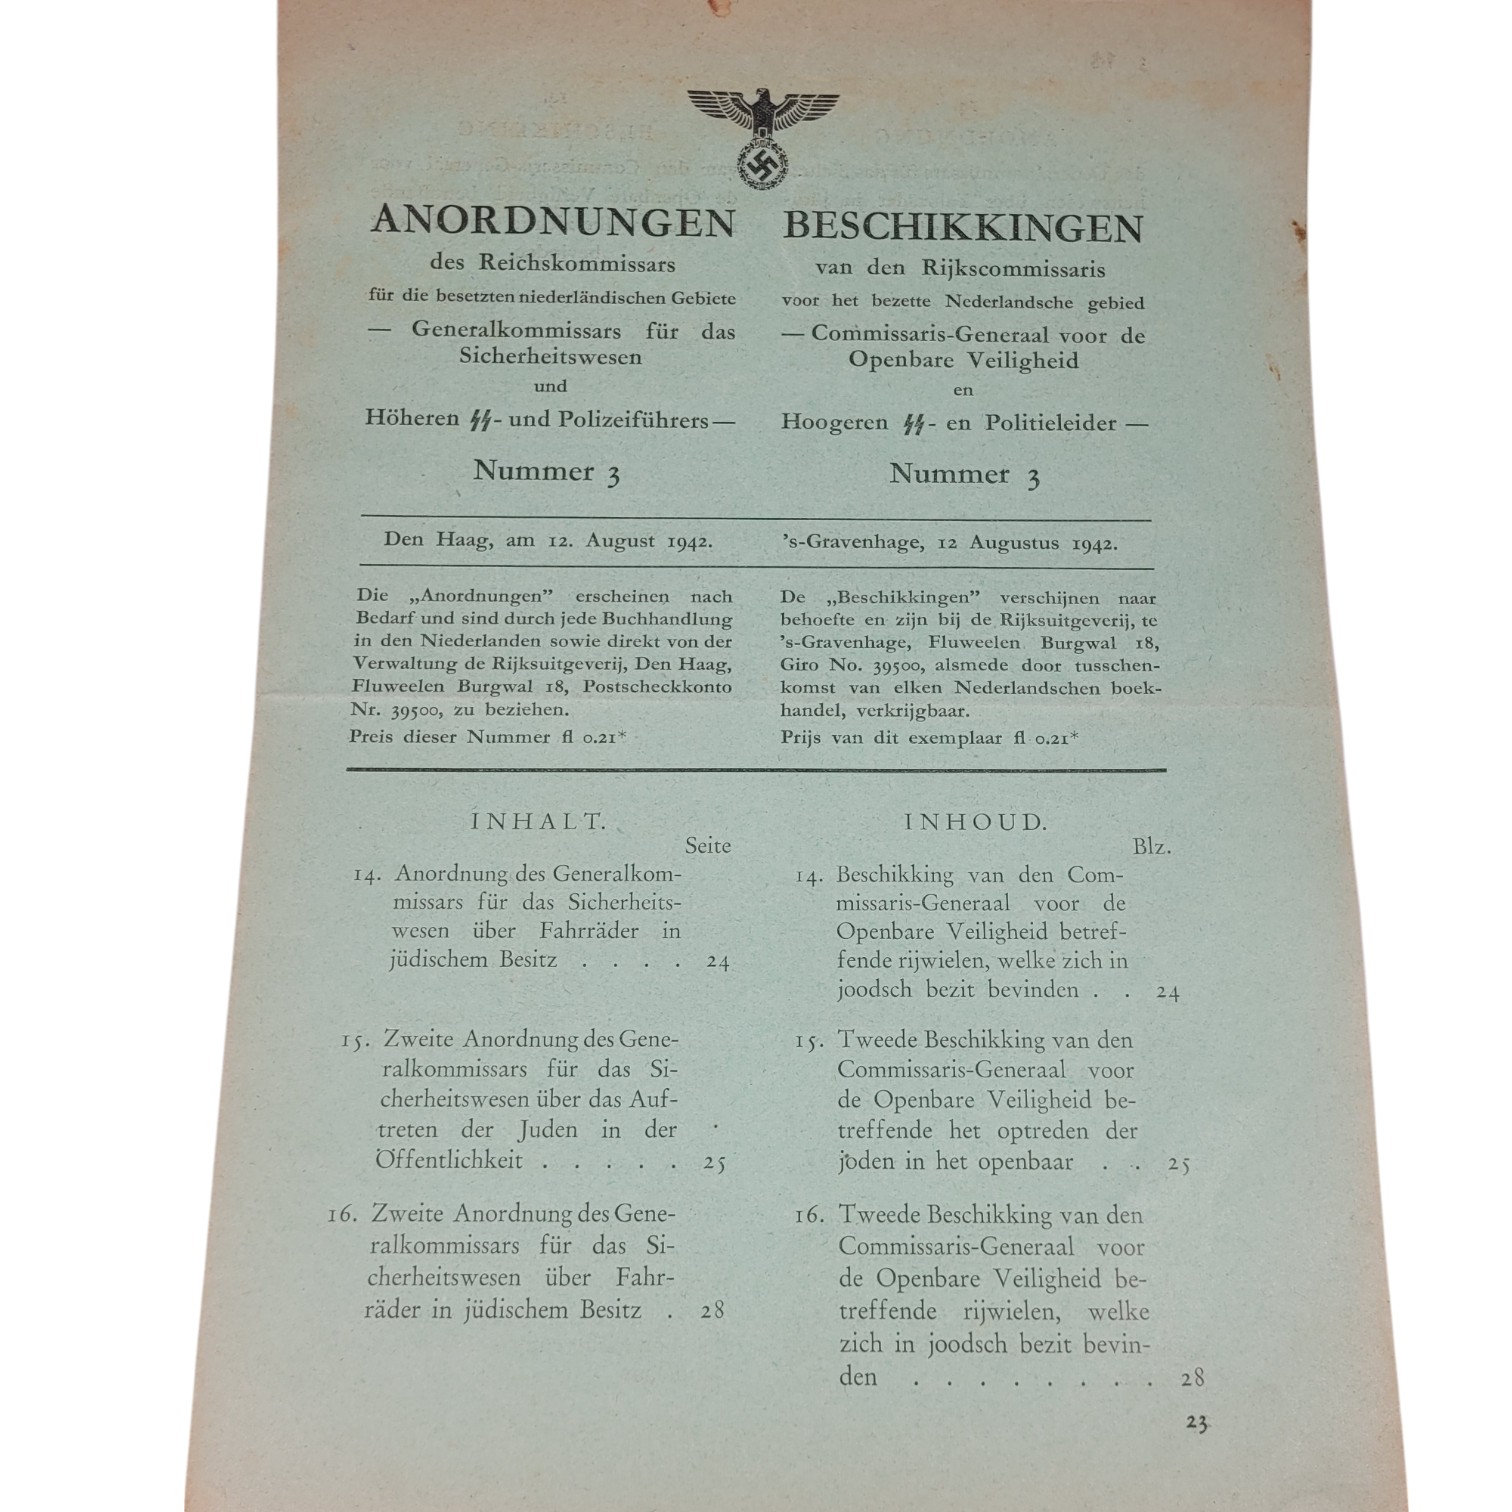 ANORDNUNGEN
des Reichskommissars
für die besetzten niederländischen Gebiete
— Generalkommissars für das
Sicherheitswesen
und
Höheren ᛋᛋ- und Polizeiführers—
Nummer 3
BESCHIKKINGEN
van den Rijkscommissaris
voor het bezette Nederlandsche gebied
— Commissaris-Generaal voor de
Openbare Veiligheid
en
Hoogeren ᛋᛋ- en Politieleider —
Nummer 3
Den Haag, am 12. August 1942.
's-Gravenhage, 12 Augustus 1942.
Die „Anordnungen” erscheinen nach
Bedarf und sind durch jede Buchhandlung
in den Niederlanden sowie direkt von der
Verwaltung de Rijksuitgeverij, Den Haag,
Fluweelen Burgwal 18, Postscheckkonto
Nr. 39500, zu beziehen.
Preis dieser Nummer fl 0.21*
De „Beschikkingen” verschijnen naar
behoefte en zijn bij de Rijksuitgeverij, te
's-Gravenhage, Fluweelen Burgwal 18,
Giro No. 39500, alsmede door tusschen-
komst van elken Nederlandschen boek-
handel, verkrijgbaar.
Prijs van dit exemplaar fl 0.21*
INHALT.
Seite
14. Anordnung des Generalkom-
missars für das Sicherheits-
wesen über Fahrräder in
jüdischem Besitz . . . . 24
15. Zweite Anordnung des Gene-
ralkommissars für das Si-
cherheitswesen über das Auf-
treten der Juden in der
Öffentlichkeit . . . . . 25
16. Zweite Anordnung des Gene-
ralkommissars für das Si-
cherheitswesen über Fahr-
räder in jüdischem Besitz . 28
INHOUD.
Blz.
14. Beschikking van den Com-
missaris-Generaal voor de
Openbare Veiligheid betref-
fende rijwielen, welke zich in
joodsch bezit bevinden . . 24
15. Tweede Beschikking van den
Commissaris-Generaal voor
de Openbare Veiligheid be-
treffende het optreden der
joden in het openbaar . . 25
16. Tweede Beschikking van den
Commissaris-Generaal voor
de Openbare Veiligheid be-
treffende rijwielen, welke
zich in joodsch bezit bevin-
den . . . . . . . . 28
23